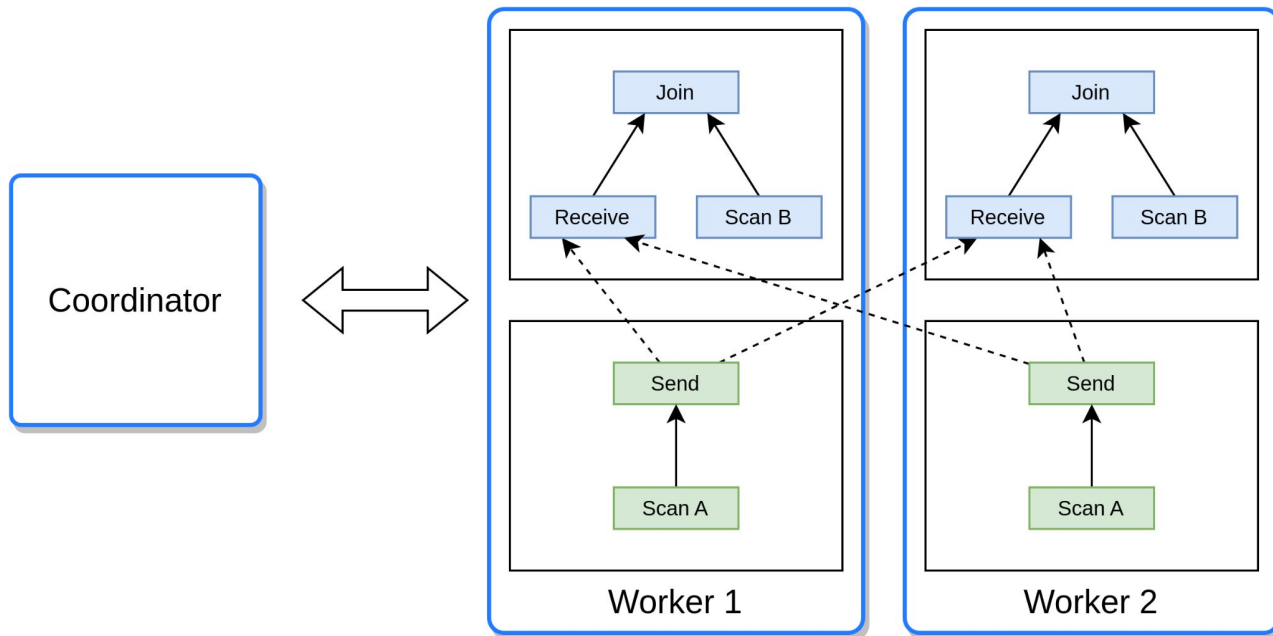 Coordinator
Join
Receive
Scan B
Send
Scan A
Worker 1
Join
Receive
Scan B
Send
Scan A
Worker 2